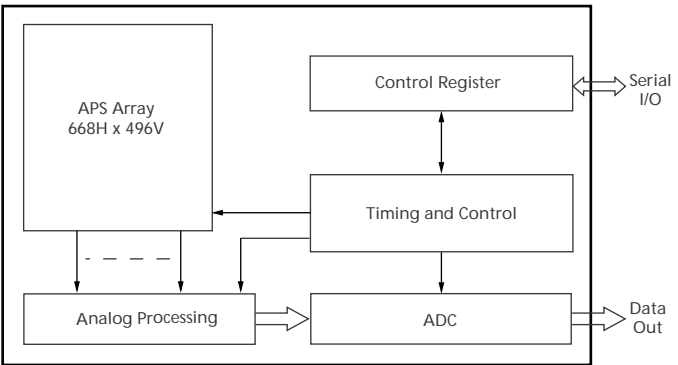 APS Array
668H x 496V
Control Register
Serial
I/O
Timing and Control
Analog Processing
ADC
Data
Out